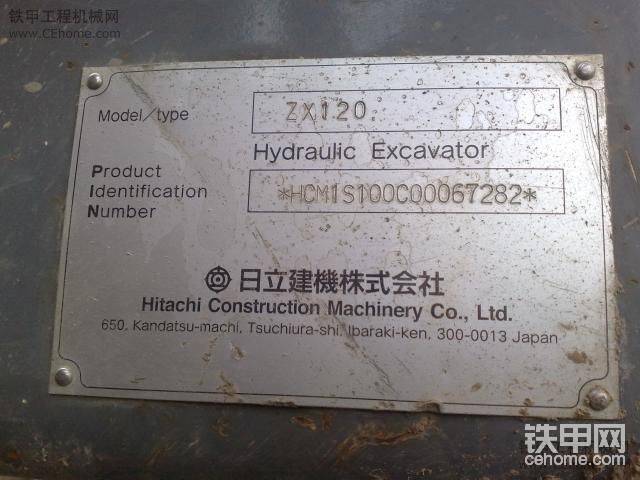 铁甲工程机械网
www.CEhome.com
Model/type ZX120.
Hydraulic Excavator
Product
Identification
Number
*HCM1S100C00067282*
日立建機株式会社
Hitachi Construction Machinery Co., Ltd.
650, Kandatsu-machi, Tsuchiura-shi, Ibaraki-ken, 300-0013 Japan
铁甲网
cehome.com